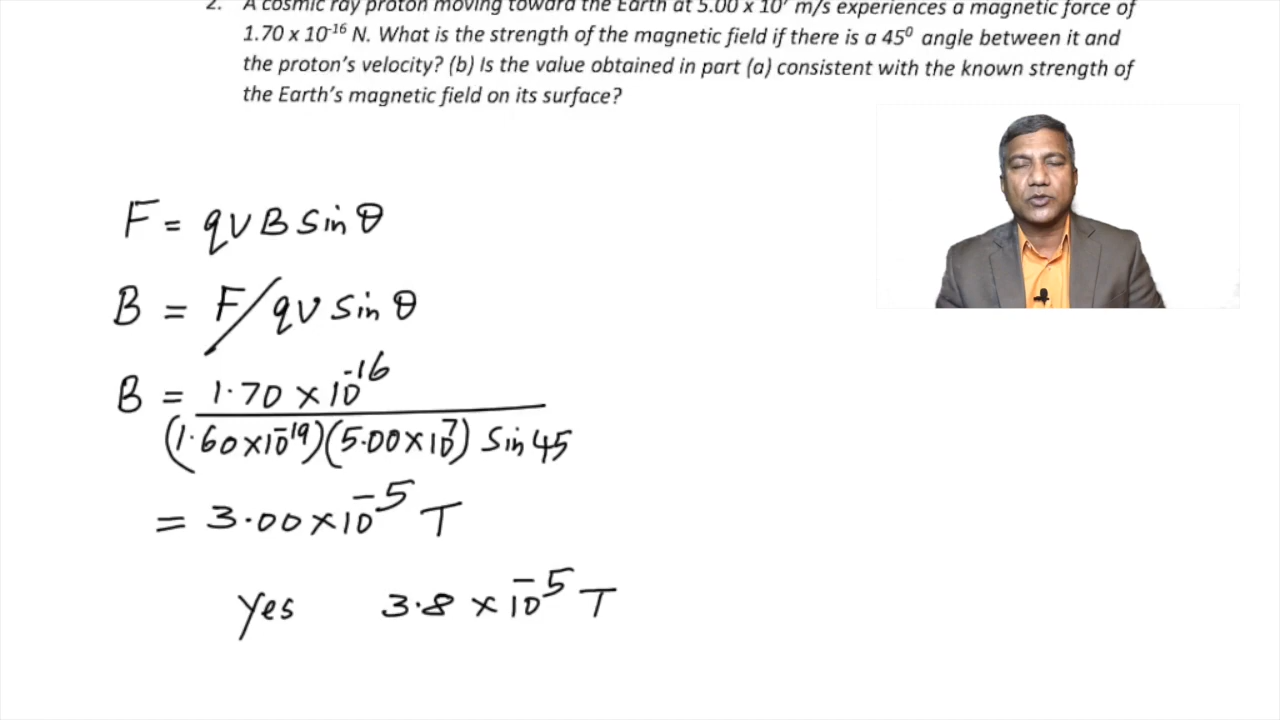 2. A cosmic ray proton moving toward the Earth at 5.00 x 10⁷ m/s experiences a magnetic force of
1.70 x 10⁻¹⁶ N. What is the strength of the magnetic field if there is a 45⁰ angle between it and
the proton's velocity? (b) Is the value obtained in part (a) consistent with the known strength of
the Earth's magnetic field on its surface?
F = qvB Sin θ
B = F/qv Sin θ
B = 1.70 × 10⁻¹⁶
(1.60×10⁻¹⁹)(5.00×10⁷) Sin 45
= 3.00×10⁻⁵ T
Yes 3.8 × 10⁻⁵ T